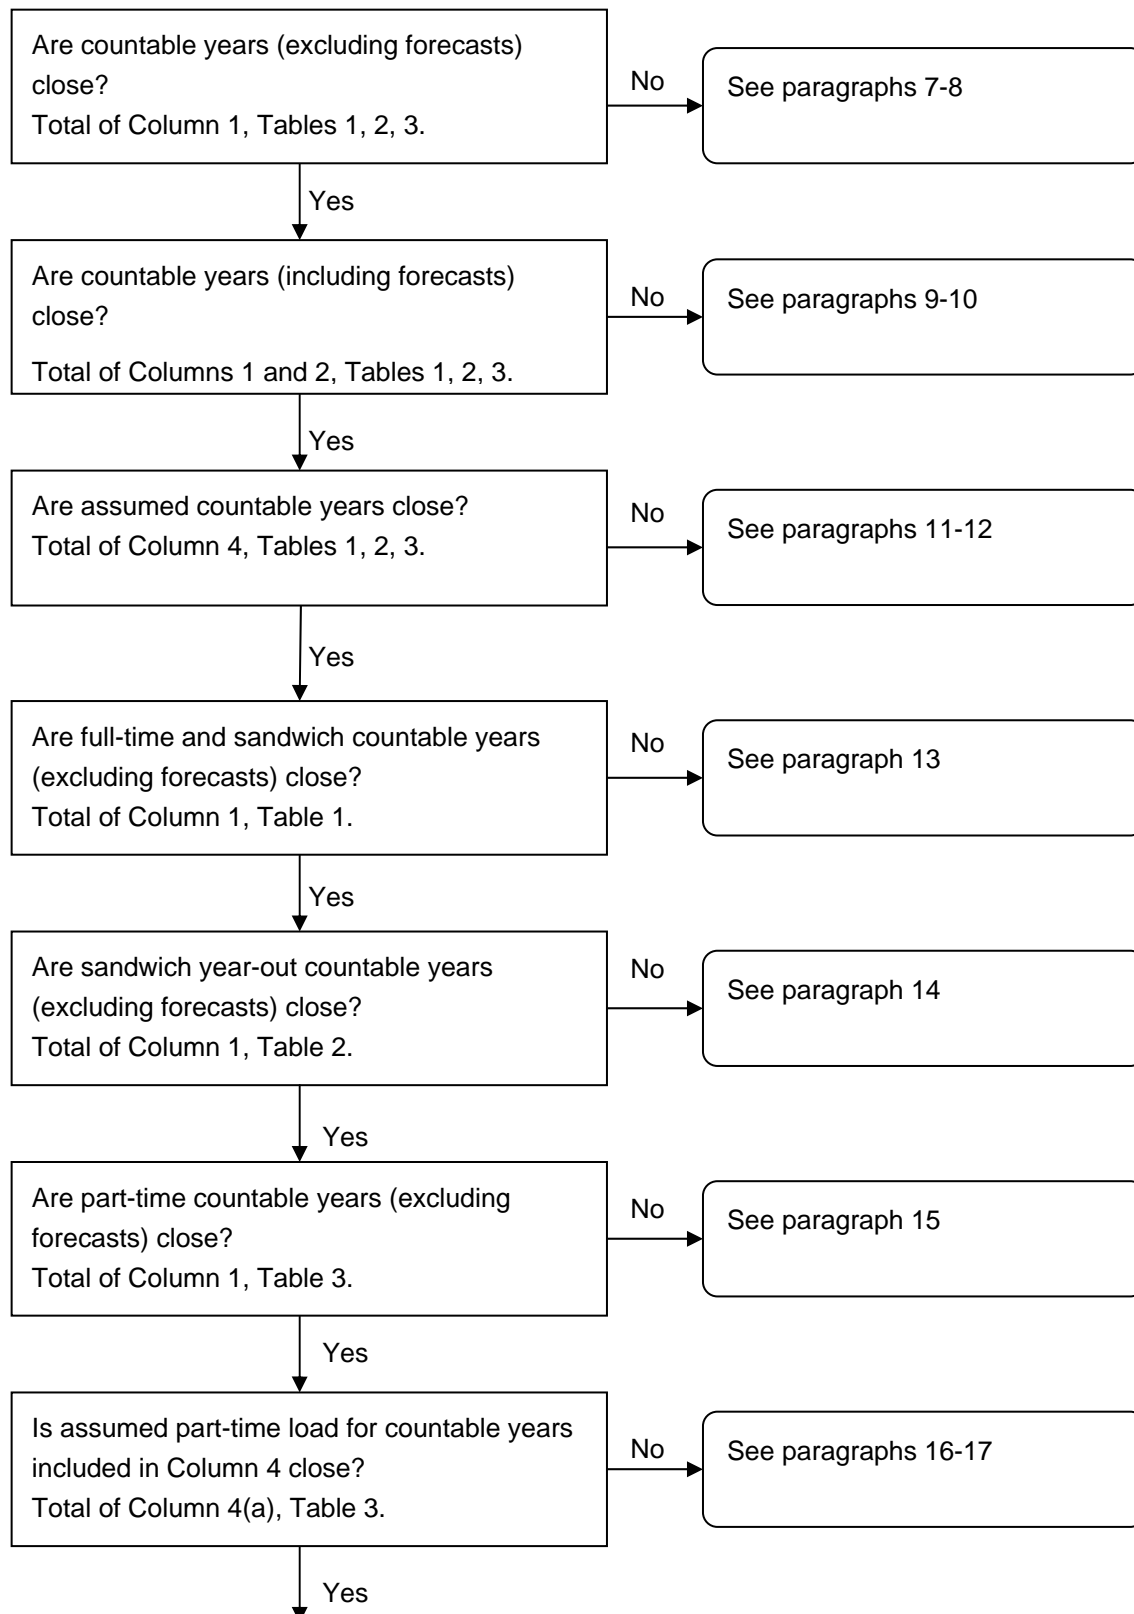 Are countable years (excluding forecasts)
close?
Total of Column 1, Tables 1, 2, 3.
No
See paragraphs 7-8
Yes
Are countable years (including forecasts)
close?
Total of Columns 1 and 2, Tables 1, 2, 3.
No
See paragraphs 9-10
Yes
Are assumed countable years close?
Total of Column 4, Tables 1, 2, 3.
No
See paragraphs 11-12
Yes
Are full-time and sandwich countable years
(excluding forecasts) close?
Total of Column 1, Table 1.
No
See paragraph 13
Yes
Are sandwich year-out countable years
(excluding forecasts) close?
Total of Column 1, Table 2.
No
See paragraph 14
Yes
Are part-time countable years (excluding
forecasts) close?
Total of Column 1, Table 3.
No
See paragraph 15
Yes
Is assumed part-time load for countable years
included in Column 4 close?
Total of Column 4(a), Table 3.
No
See paragraphs 16-17
Yes